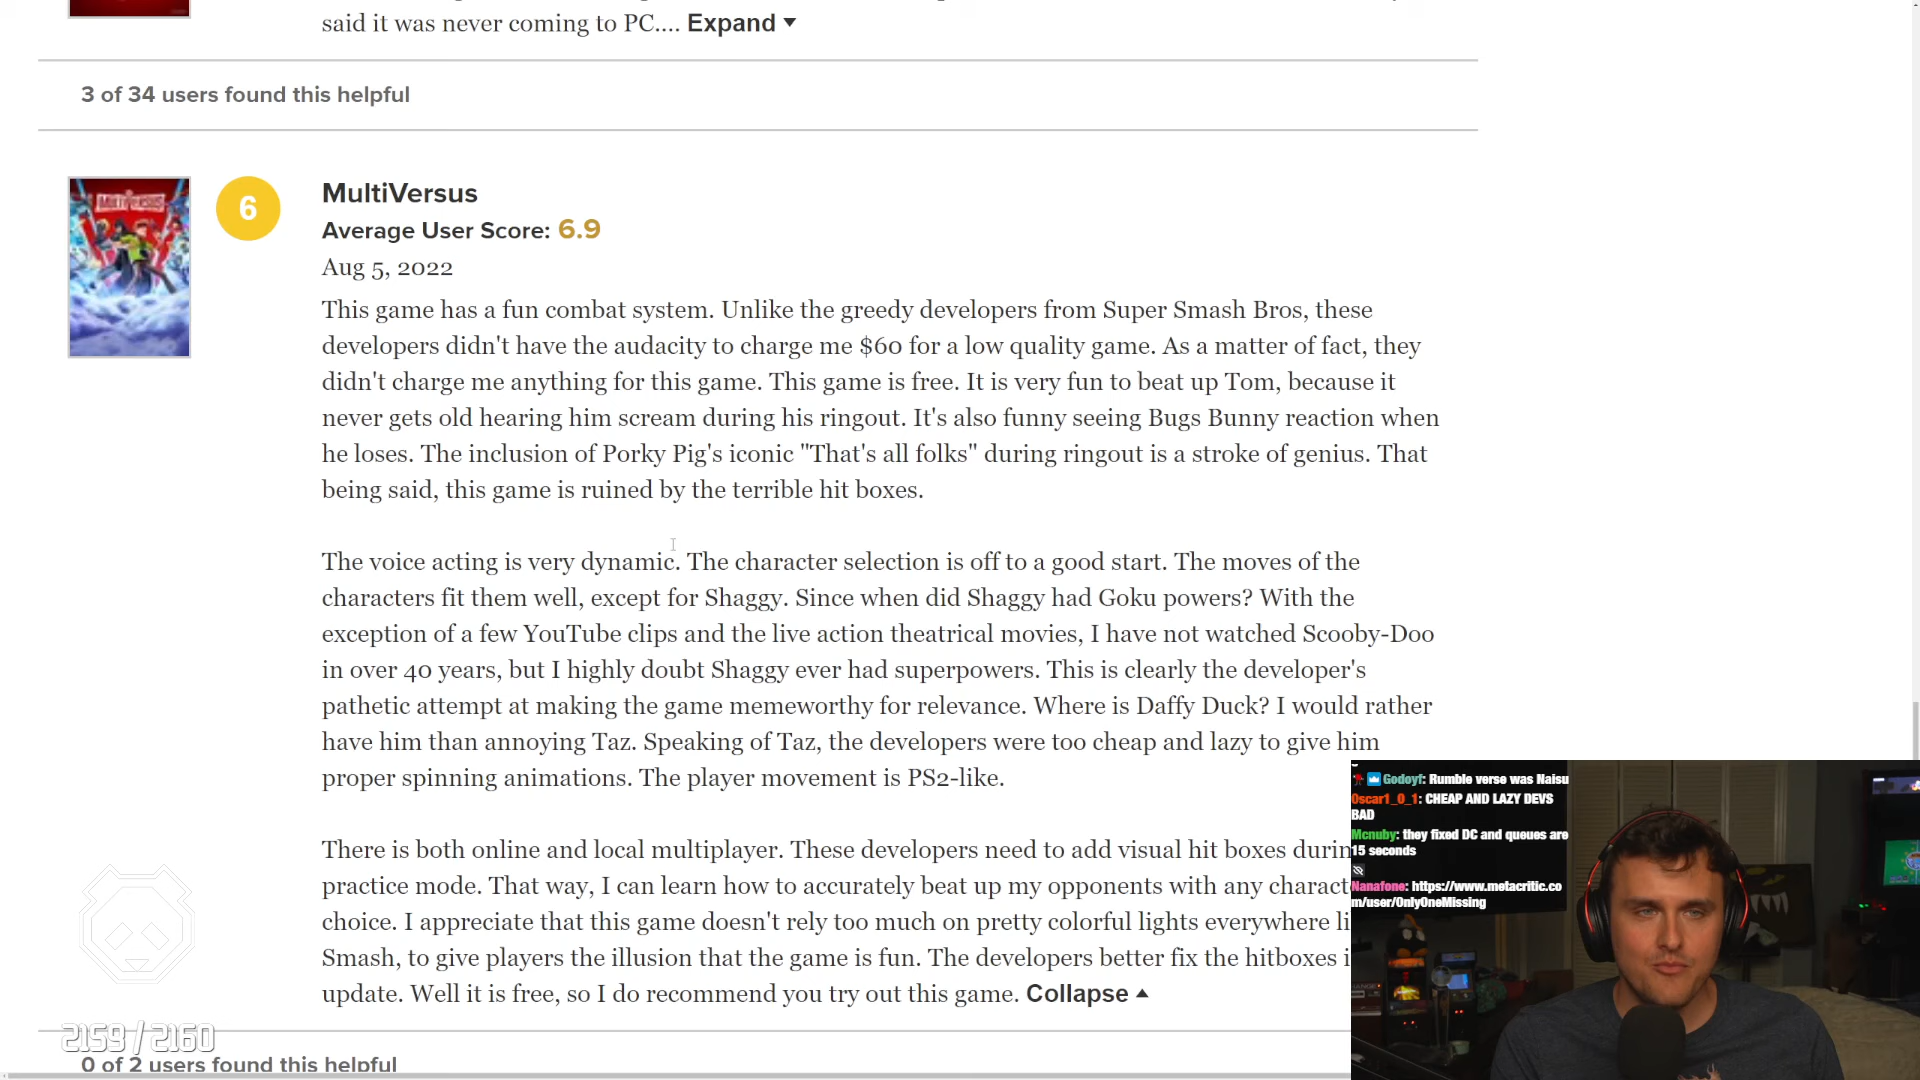 said it was never coming to PC.... Expand
3 of 34 users found this helpful
MULTIVERSUS
6
MultiVersus
Average User Score: 6.9
Aug 5, 2022
This game has a fun combat system. Unlike the greedy developers from Super Smash Bros, these
developers didn't have the audacity to charge me $60 for a low quality game. As a matter of fact, they
didn't charge me anything for this game. This game is free. It is very fun to beat up Tom, because it
never gets old hearing him scream during his ringout. It's also funny seeing Bugs Bunny reaction when
he loses. The inclusion of Porky Pig's iconic "That's all folks" during ringout is a stroke of genius. That
being said, this game is ruined by the terrible hit boxes.
The voice acting is very dynamic. The character selection is off to a good start. The moves of the
characters fit them well, except for Shaggy. Since when did Shaggy had Goku powers? With the
exception of a few YouTube clips and the live action theatrical movies, I have not watched Scooby-Doo
in over 40 years, but I highly doubt Shaggy ever had superpowers. This is clearly the developer's
pathetic attempt at making the game memeworthy for relevance. Where is Daffy Duck? I would rather
have him than annoying Taz. Speaking of Taz, the developers were too cheap and lazy to give him
proper spinning animations. The player movement is PS2-like.
There is both online and local multiplayer. These developers need to add visual hit boxes durin
practice mode. That way, I can learn how to accurately beat up my opponents with any charact
choice. I appreciate that this game doesn't rely too much on pretty colorful lights everywhere li
Smash, to give players the illusion that the game is fun. The developers better fix the hitboxes i
update. Well it is free, so I do recommend you try out this game. Collapse
0 of 2 users found this helpful
2159 / 2160
Godoyf: Rumble verse was Naisu
Oscar1_0_1: CHEAP AND LAZY DEVS
BAD
Mcnuby: they fixed DC and queues are
15 seconds
Nanafone: https://www.metacritic.co
m/user/OnlyOneMissing